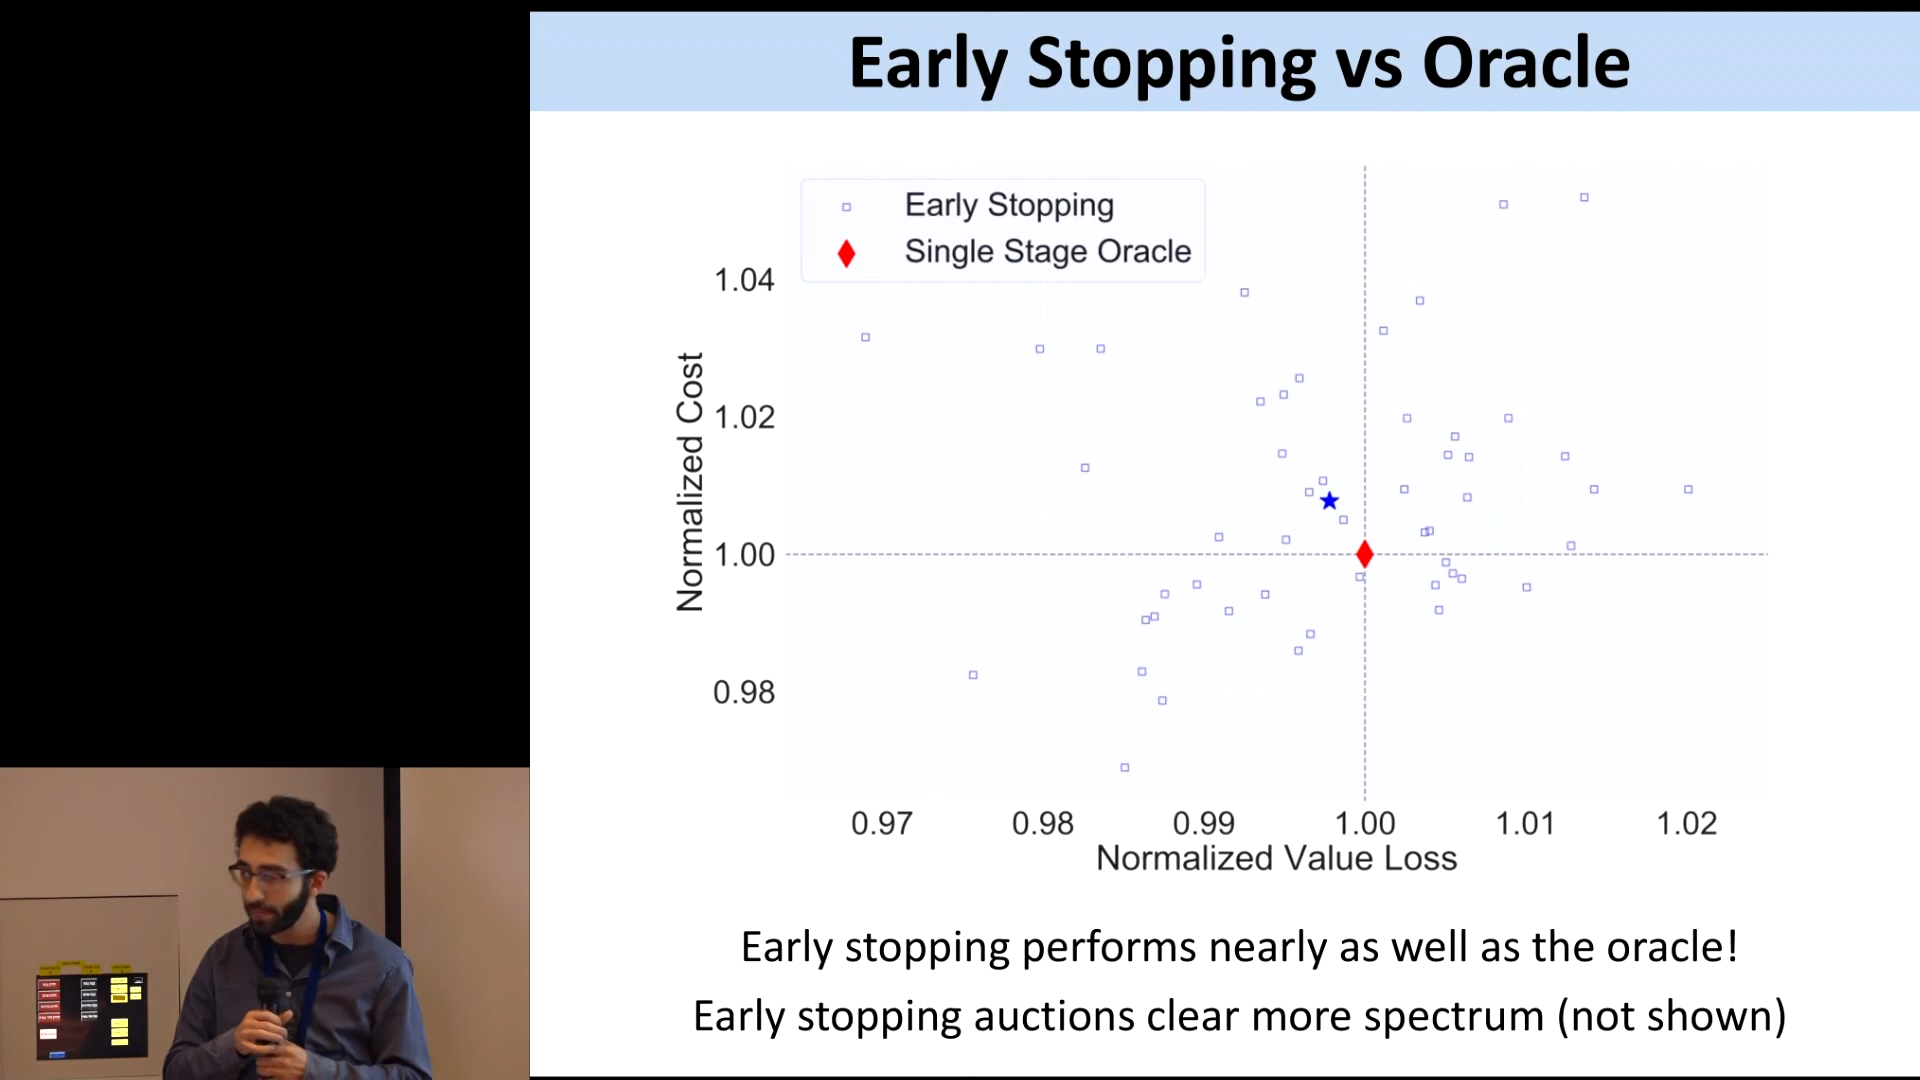 Early Stopping vs Oracle
Early Stopping
Single Stage Oracle
1.04
1.02
1.00
0.98
Normalized Cost
0.97 0.98 0.99 1.00 1.01 1.02
Normalized Value Loss
Early stopping performs nearly as well as the oracle!
Early stopping auctions clear more spectrum (not shown)